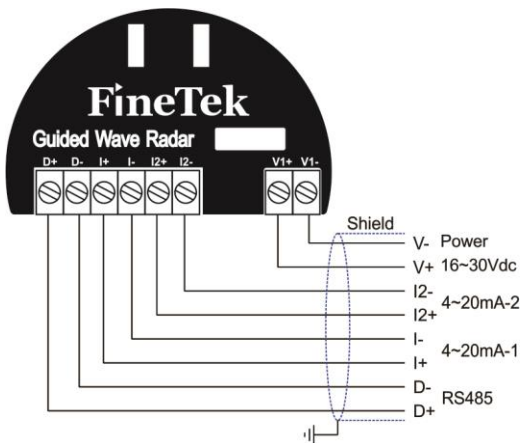 FineTek
Guided Wave Radar
D+ D- I+ I- I2+ I2- V1+ V1-
Shield
V- Power
V+ 16~30Vdc
I2-
4~20mA-2
I2+
I-
4~20mA-1
I+
D-
RS485
D+